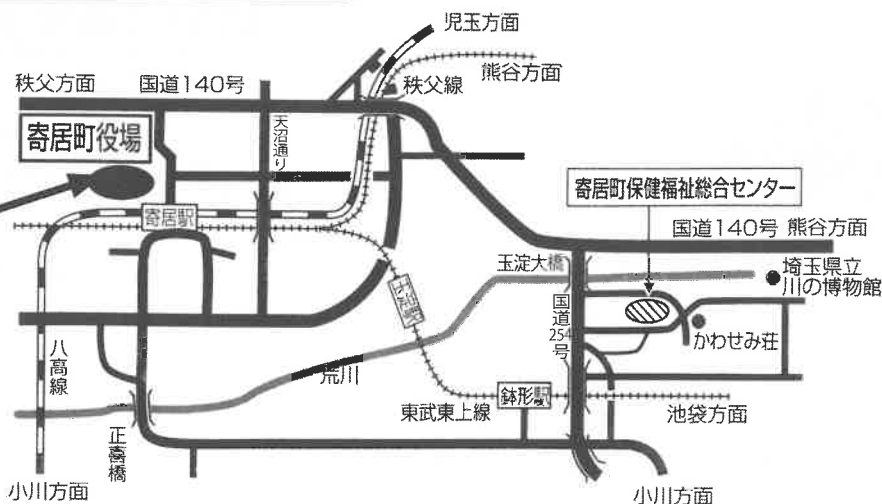 児玉方面
熊谷方面
秩父方面
国道140号
秩父線
寄居町役場
天沼通り
寄居町保健福祉総合センター
寄居駅
国道140号 熊谷方面
玉淀大橋
埼玉県立
川の博物館
玉淀駅
国道254号
かわせみ荘
八高線
荒川
鉢形駅
東武東上線
池袋方面
正喜橋
小川方面
小川方面